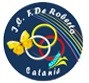 I.C. F. De Roberto
Catania